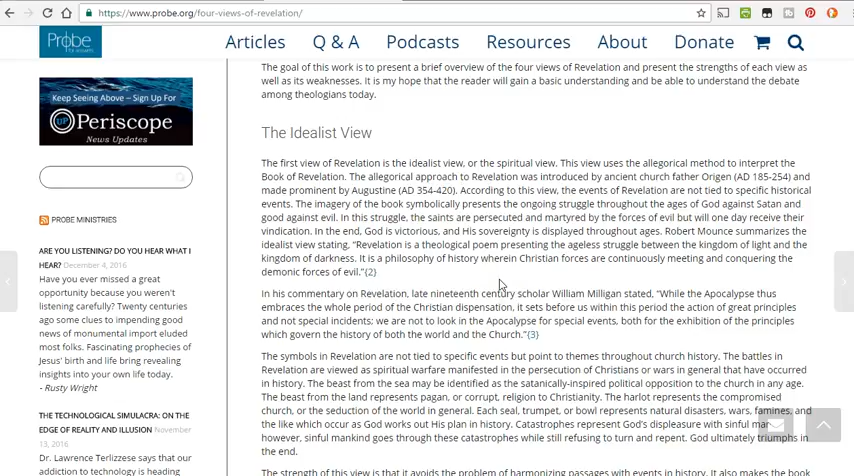 https://www.probe.org/four-views-of-revelation/
Probe
Articles
Q & A
Podcasts
Resources
About
Donate
Keep Seeing Above – Sign Up For
UP Periscope
News Updates
PROBE MINISTRIES
ARE YOU LISTENING? DO YOU HEAR WHAT I
HEAR? December 4, 2016
Have you ever missed a great
opportunity because you weren't
listening carefully? Twenty centuries
ago some clues to impending good
news of monumental import eluded
most folks. Fascinating prophecies of
Jesus' birth and life bring revealing
insights into your own life today.
- Rusty Wright
THE TECHNOLOGICAL SIMULACRA: ON THE
EDGE OF REALITY AND ILLUSION November
13, 2016
Dr. Lawrence Terlizzese says that our
addiction to technology is heading
The goal of this work is to present a brief overview of the four views of Revelation and present the strengths of each view as
well as its weaknesses. It is my hope that the reader will gain a basic understanding and be able to understand the debate
among theologians today.
The Idealist View
The first view of Revelation is the idealist view, or the spiritual view. This view uses the allegorical method to interpret the
Book of Revelation. The allegorical approach to Revelation was introduced by ancient church father Origen (AD 185-254) and
made prominent by Augustine (AD 354-420). According to this view, the events of Revelation are not tied to specific historical
events. The imagery of the book symbolically presents the ongoing struggle throughout the ages of God against Satan and
good against evil. In this struggle, the saints are persecuted and martyred by the forces of evil but will one day receive their
vindication. In the end, God is victorious, and His sovereignty is displayed throughout ages. Robert Mounce summarizes the
idealist view stating, “Revelation is a theological poem presenting the ageless struggle between the kingdom of light and the
kingdom of darkness. It is a philosophy of history wherein Christian forces are continuously meeting and conquering the
demonic forces of evil.”{2}
In his commentary on Revelation, late nineteenth century scholar William Milligan stated, “While the Apocalypse thus
embraces the whole period of the Christian dispensation, it sets before us within this period the action of great principles
and not special incidents; we are not to look in the Apocalypse for special events, both for the exhibition of the principles
which govern the history of both the world and the Church.”{3}
The symbols in Revelation are not tied to specific events but point to themes throughout church history. The battles in
Revelation are viewed as spiritual warfare manifested in the persecution of Christians or wars in general that have occurred
in history. The beast from the sea may be identified as the satanically-inspired political opposition to the church in any age.
The beast from the land represents pagan, or corrupt, religion to Christianity. The harlot represents the compromised
church, or the seduction of the world in general. Each seal, trumpet, or bowl represents natural disasters, wars, famines, and
the like which occur as God works out His plan in history. Catastrophes represent God's displeasure with sinful man;
however, sinful mankind goes through these catastrophes while still refusing to turn and repent. God ultimately triumphs in
the end.
The strength of this view is that it avoids the problem of harmonizing passages with events in history. It also makes the book